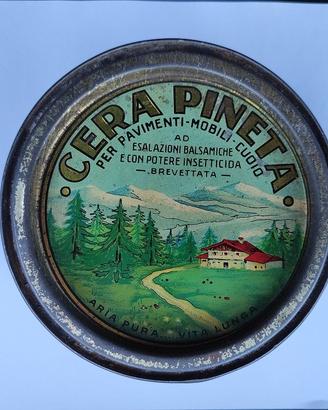 ·CERA PINETA·
PER PAVIMENTI-MOBILI-CUOIO
AD
ESALAZIONI BALSAMICHE
E CON POTERE INSETTICIDA
—BREVETTATA—
ARIA PURA VITA LUNGA